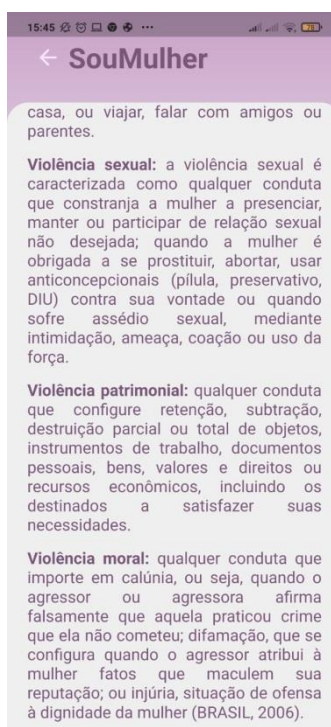 15:45 ...
78
SouMulher
casa, ou viajar, falar com amigos ou
parentes.
Violência sexual: a violência sexual é
caracterizada como qualquer conduta
que constranja a mulher a presenciar,
manter ou participar de relação sexual
não desejada; quando a mulher é
obrigada a se prostituir, abortar, usar
anticoncepcionais (pílula, preservativo,
DIU) contra sua vontade ou quando
sofre assédio sexual, mediante
intimidação, ameaça, coação ou uso da
força.
Violência patrimonial: qualquer conduta
que configure retenção, subtração,
destruição parcial ou total de objetos,
instrumentos de trabalho, documentos
pessoais, bens, valores e direitos ou
recursos econômicos, incluindo os
destinados a satisfazer suas
necessidades.
Violência moral: qualquer conduta que
importe em calúnia, ou seja, quando o
agressor ou agressora afirma
falsamente que aquela praticou crime
que ela não cometeu; difamação, que se
configura quando o agressor atribui à
mulher fatos que maculem sua
reputação; ou injúria, situação de ofensa
à dignidade da mulher (BRASIL, 2006).